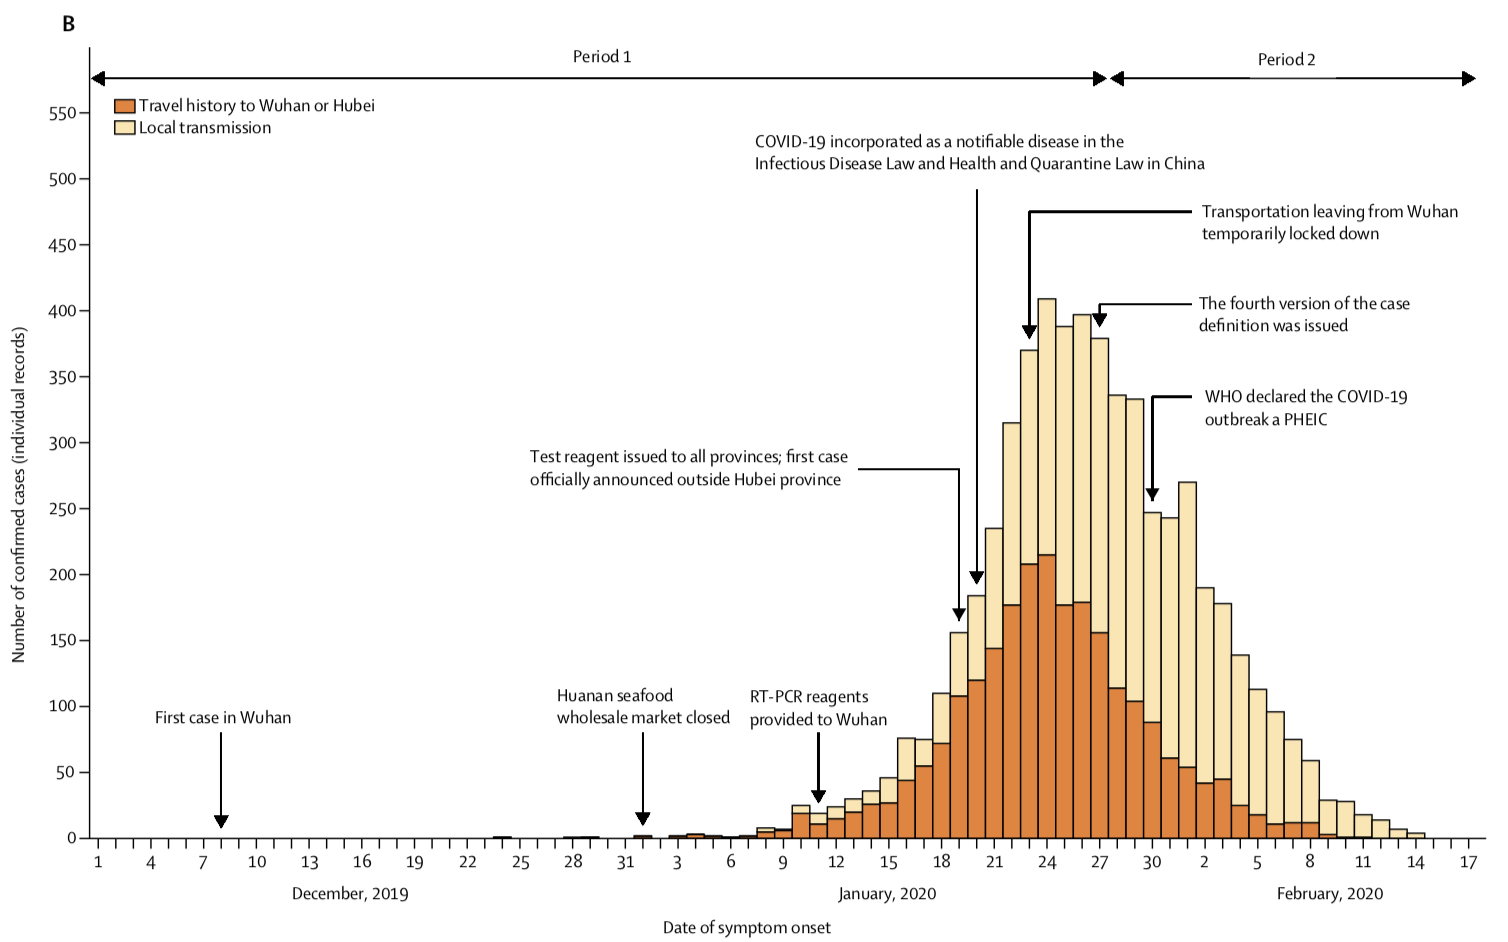 B
Period 1
Period 2
Travel history to Wuhan or Hubei
Local transmission
COVID-19 incorporated as a notifiable disease in the
Infectious Disease Law and Health and Quarantine Law in China
Transportation leaving from Wuhan
temporarily locked down
The fourth version of the case
definition was issued
WHO declared the COVID-19
outbreak a PHEIC
Test reagent issued to all provinces; first case
officially announced outside Hubei province
First case in Wuhan
Huanan seafood
wholesale market closed
RT-PCR reagents
provided to Wuhan
Number of confirmed cases (individual records)
550
500
450
400
350
300
250
200
150
100
50
0
1 4 7 10 13 16 19 22 25 28 31 3 6 9 12 15 18 21 24 27 30 2 5 8 11 14 17
December, 2019 January, 2020 February, 2020
Date of symptom onset